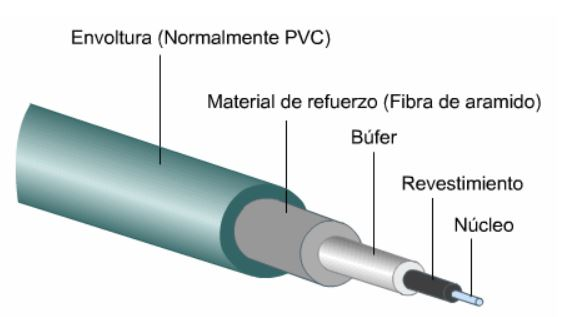 Envoltura (Normalmente PVC)
Material de refuerzo (Fibra de aramido)
Búfer
Revestimiento
Núcleo